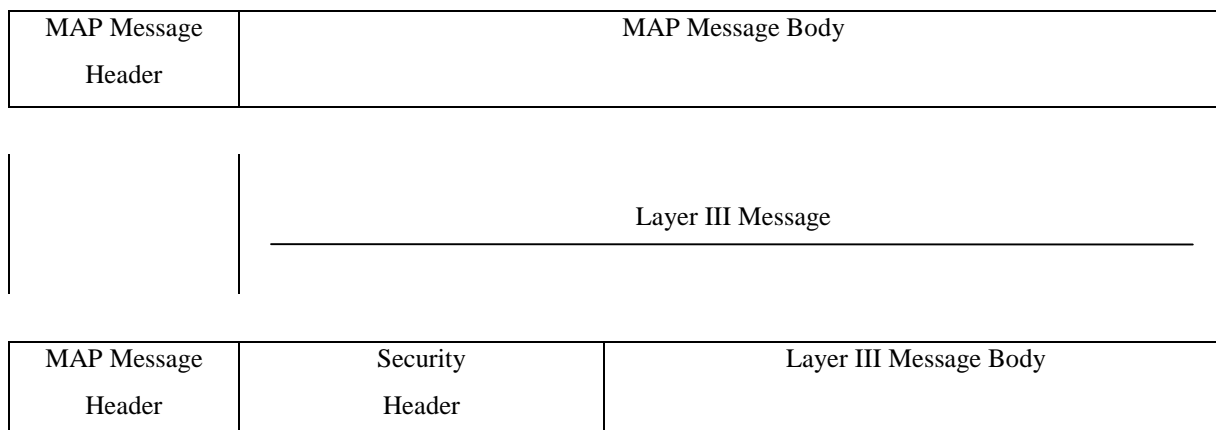 MAP Message MAP Message Body
Header
Layer III Message
MAP Message Security Layer III Message Body
Header Header